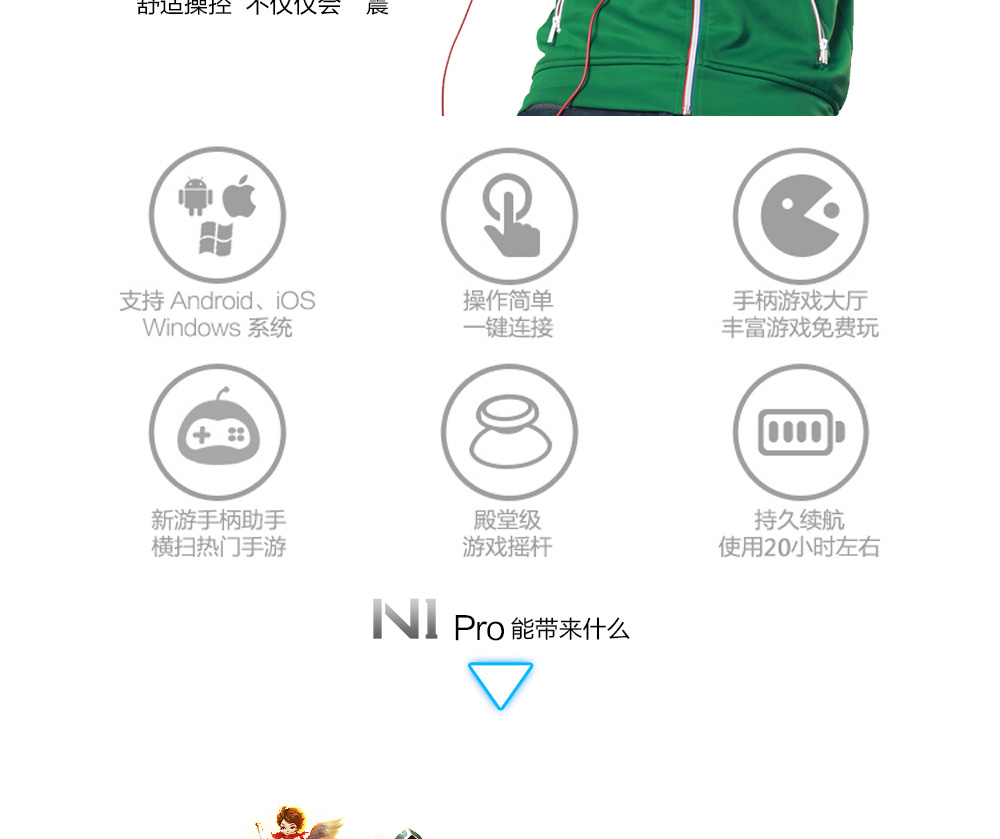 舒适操控 不仅仅会 震
支持 Android、iOS
Windows 系统
操作简单
一键连接
手柄游戏大厅
丰富游戏免费玩
新游手柄助手
横扫热门手游
殿堂级
游戏摇杆
持久续航
使用20小时左右
N1 Pro 能带来什么